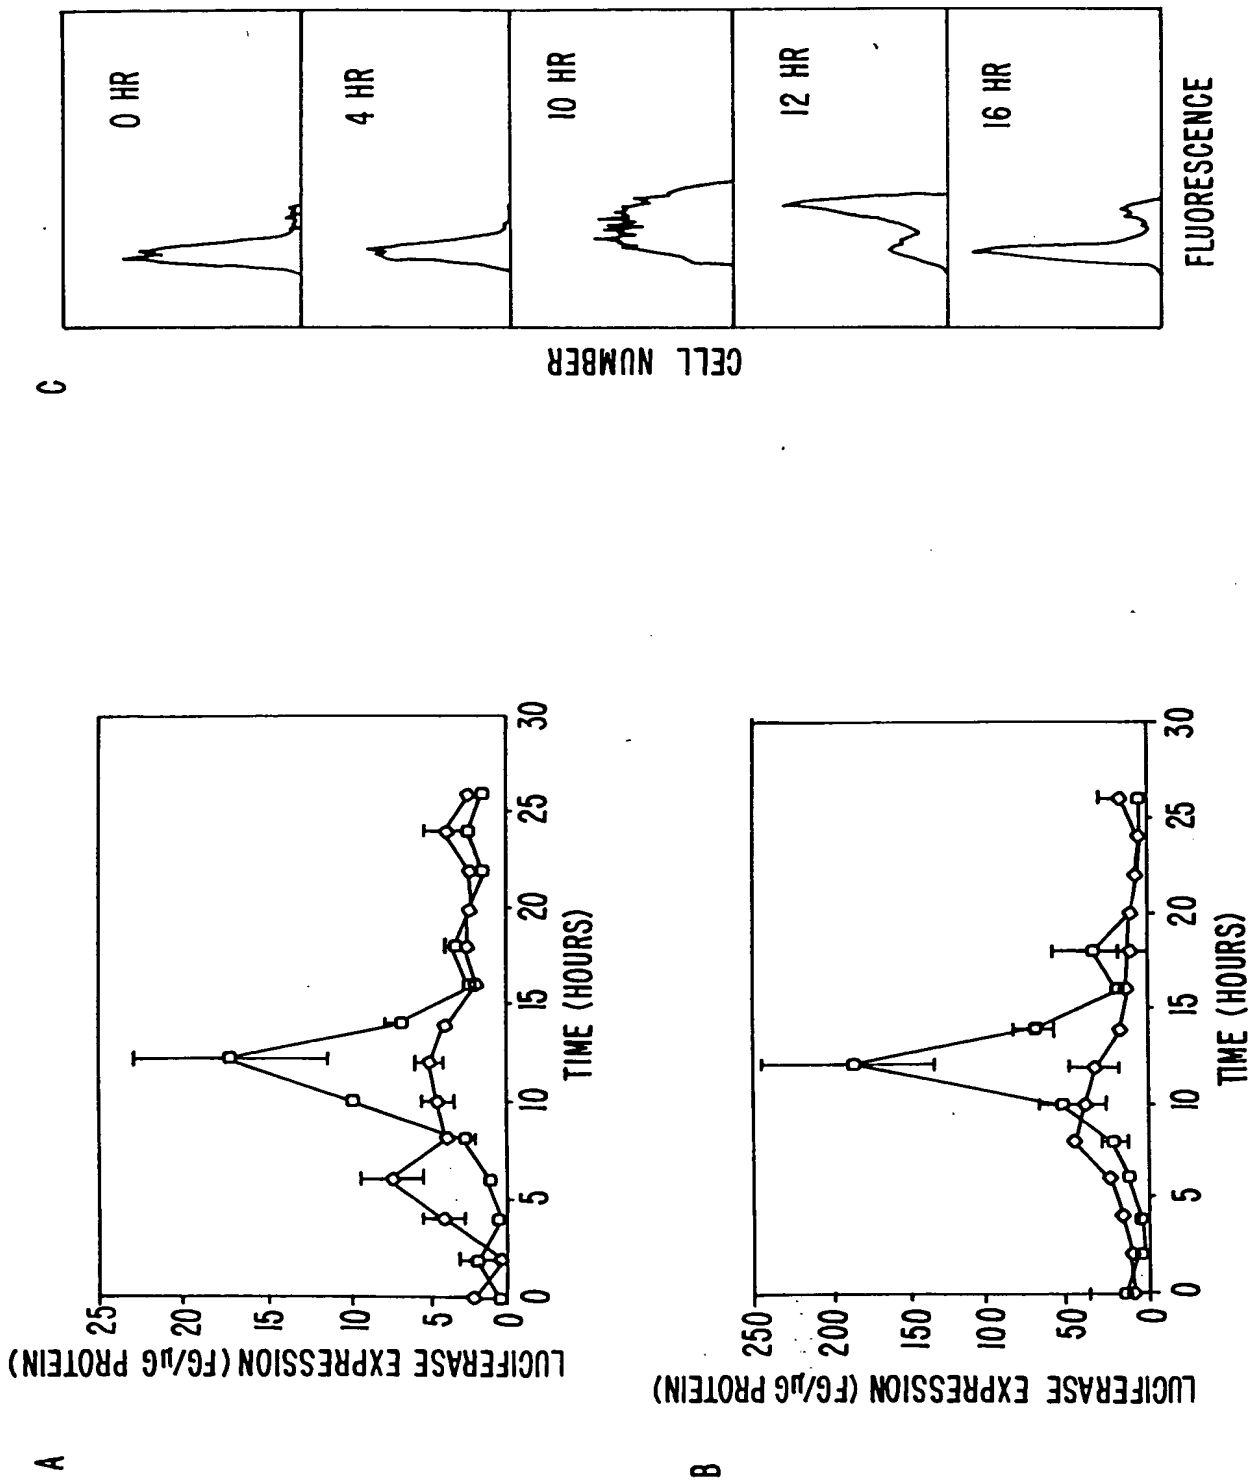 A
LUCIFERASE EXPRESSION (FG/µG PROTEIN)
25
20
15
10
5
0
0
5
10
15
20
25
30
TIME (HOURS)
B
LUCIFERASE EXPRESSION (FG/µG PROTEIN)
250
200
150
100
50
0
0
5
10
15
20
25
30
TIME (HOURS)
C
CELL NUMBER
0 HR
4 HR
10 HR
12 HR
16 HR
FLUORESCENCE